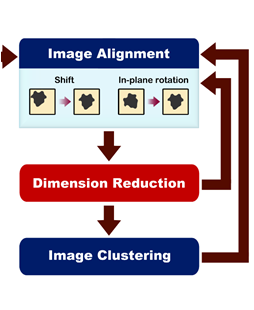 Image Alignment
Shift
In-plane rotation
Dimension Reduction
Image Clustering